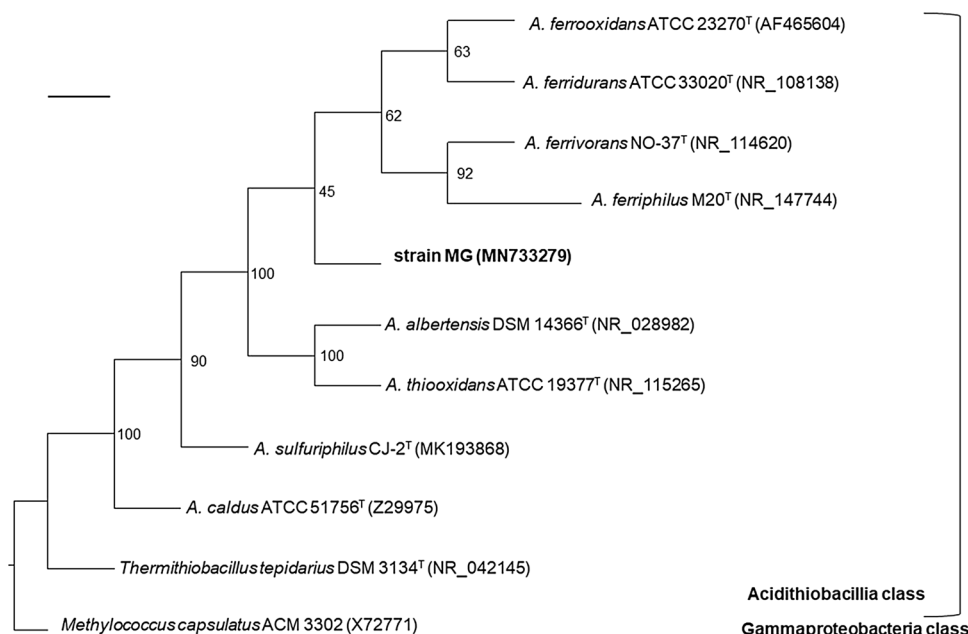 A. ferrooxidans ATCC 23270ᵀ (AF465604)
63
A. ferridurans ATCC 33020ᵀ (NR_108138)
62
A. ferrivorans NO-37ᵀ (NR_114620)
92
45
A. ferriphilus M20ᵀ (NR_147744)
strain MG (MN733279)
100
A. albertensis DSM 14366ᵀ (NR_028982)
100
90
A. thiooxidans ATCC 19377ᵀ (NR_115265)
100
A. sulfuriphilus CJ-2ᵀ (MK193868)
A. caldus ATCC 51756ᵀ (Z29975)
Thermithiobacillus tepidarius DSM 3134ᵀ (NR_042145)
Acidithiobacillia class
Methylococcus capsulatus ACM 3302 (X72771)
Gammaproteobacteria class